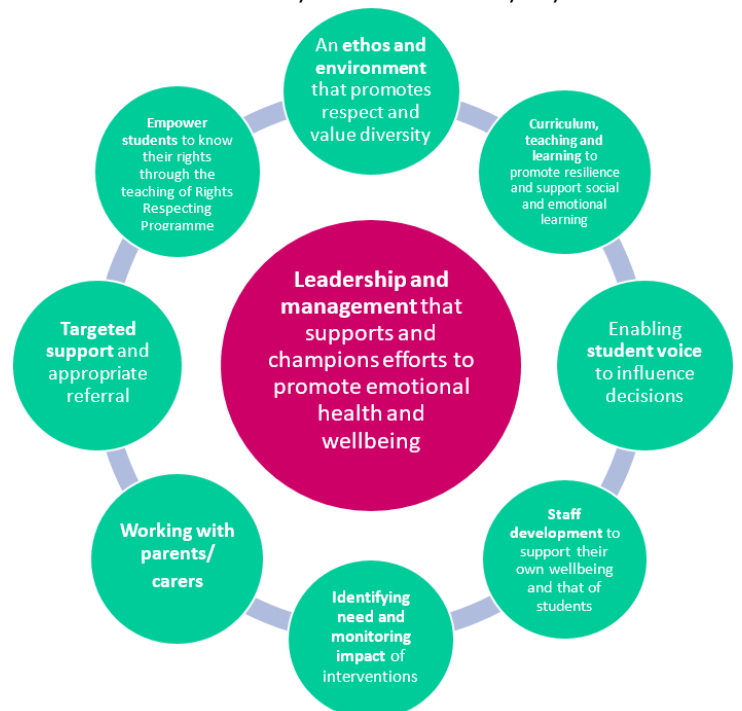 An ethos and
environment
that promotes
respect and
value diversity
Curriculum,
teaching and
learning to
promote resilience
and support social
and emotional
learning
Enabling
student voice
to influence
decisions
Staff
development to
support their
own wellbeing
and that of
students
Identifying
need and
monitoring
impact of
interventions
Working with
parents/
carers
Targeted
support and
appropriate
referral
Empower
students to know
their rights
through the
teaching of Rights
Respecting
Programme
Leadership and
management that
supports and
champions efforts to
promote emotional
health and
wellbeing